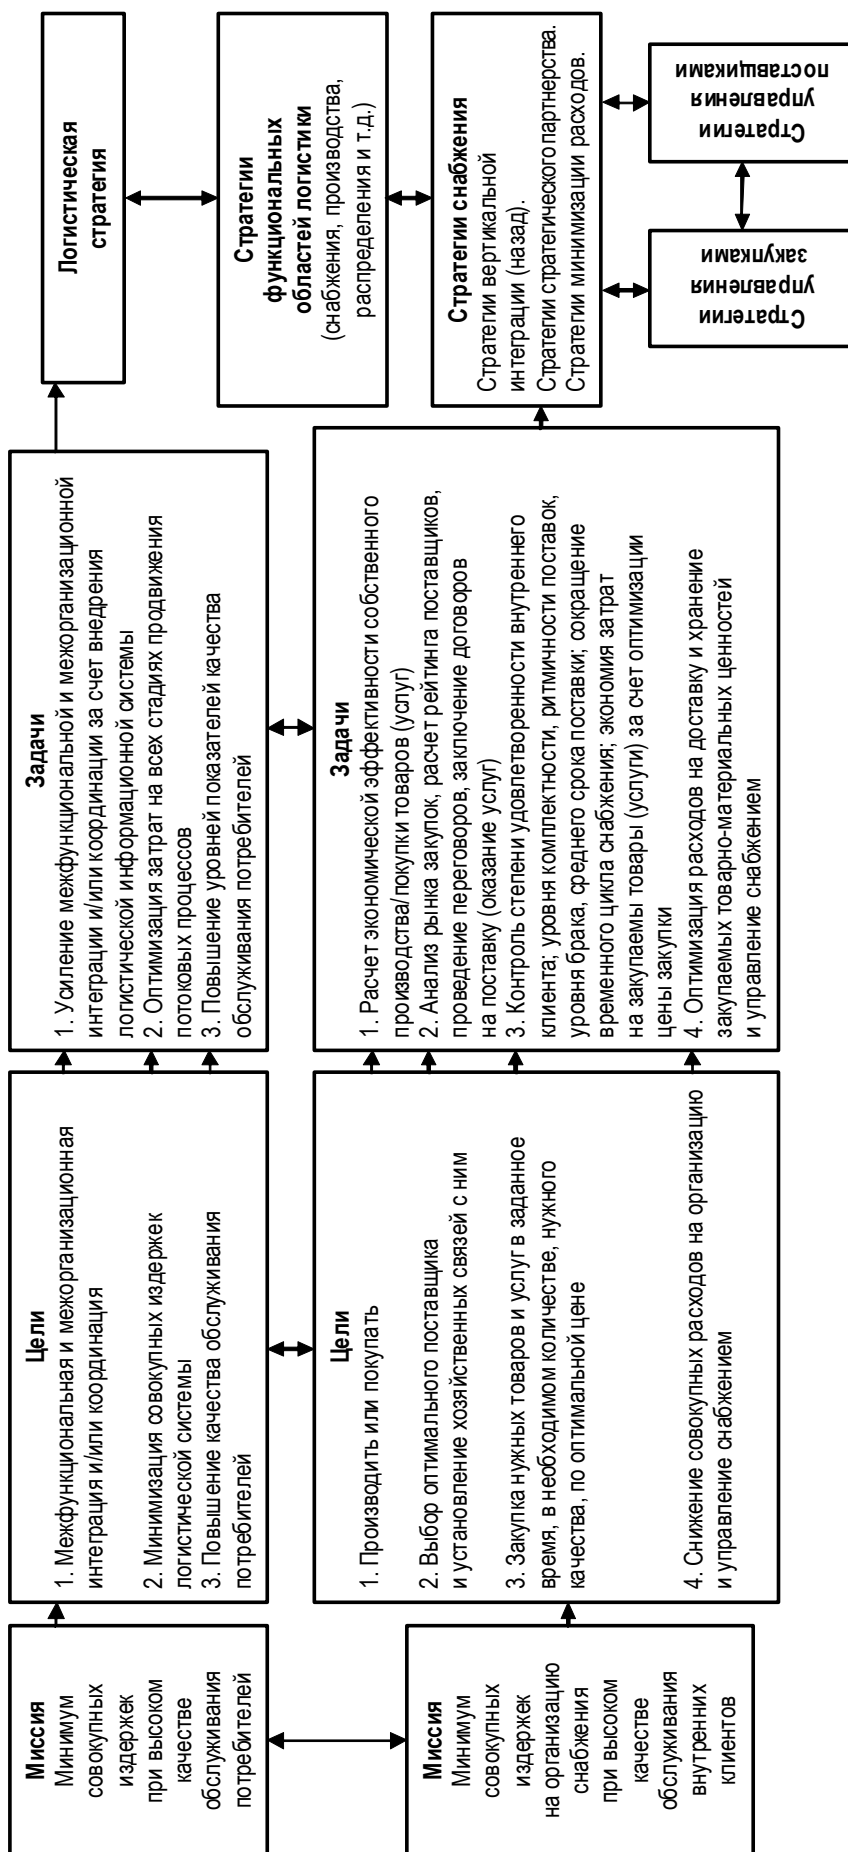 Миссия
Минимум
совокупных
издержек
при высоком
качестве
обслуживания
потребителей
Цели
1. Межфункциональная и межорганизационная
интеграция и/или координация
2. Минимизация совокупных издержек
логистической системы
3. Повышение качества обслуживания
потребителей
Задачи
1. Усиление межфункциональной и межорганизационной
интеграции и/или координации за счет внедрения
логистической информационной системы
2. Оптимизация затрат на всех стадиях продвижения
потоковых процессов
3. Повышение уровней показателей качества
обслуживания потребителей
Логистическая
стратегия
Стратегии
функциональных
областей логистики
(снабжения, производства,
распределения и т.д.)
Миссия
Минимум
совокупных
издержек
на организацию
снабжения
при высоком
качестве
обслуживания
внутренних
клиентов
Цели
1. Производить или покупать
2. Выбор оптимального поставщика
и установление хозяйственных связей с ним
3. Закупка нужных товаров и услуг в заданное
время, в необходимом количестве, нужного
качества, по оптимальной цене
4. Снижение совокупных расходов на организацию
и управление снабжением
Задачи
1. Расчет экономической эффективности собственного
производства/покупки товаров (услуг)
2. Анализ рынка закупок, расчет рейтинга поставщиков,
проведение переговоров, заключение договоров
на поставку (оказание услуг)
3. Контроль степени удовлетворенности внутреннего
клиента; уровня комплектности, ритмичности поставок,
уровня брака, среднего срока поставки; сокращение
временного цикла снабжения; экономия затрат
на закупаемы товары (услуги) за счет оптимизации
цены закупки
4. Оптимизация расходов на доставку и хранение
закупаемых товарно-материальных ценностей
и управление снабжением
Стратегии снабжения
Стратегии вертикальной
интеграции (назад).
Стратегии стратегического партнерства.
Стратегии минимизации расходов.
Стратегии
управления
закупками
Стратегии
управления
поставщиками